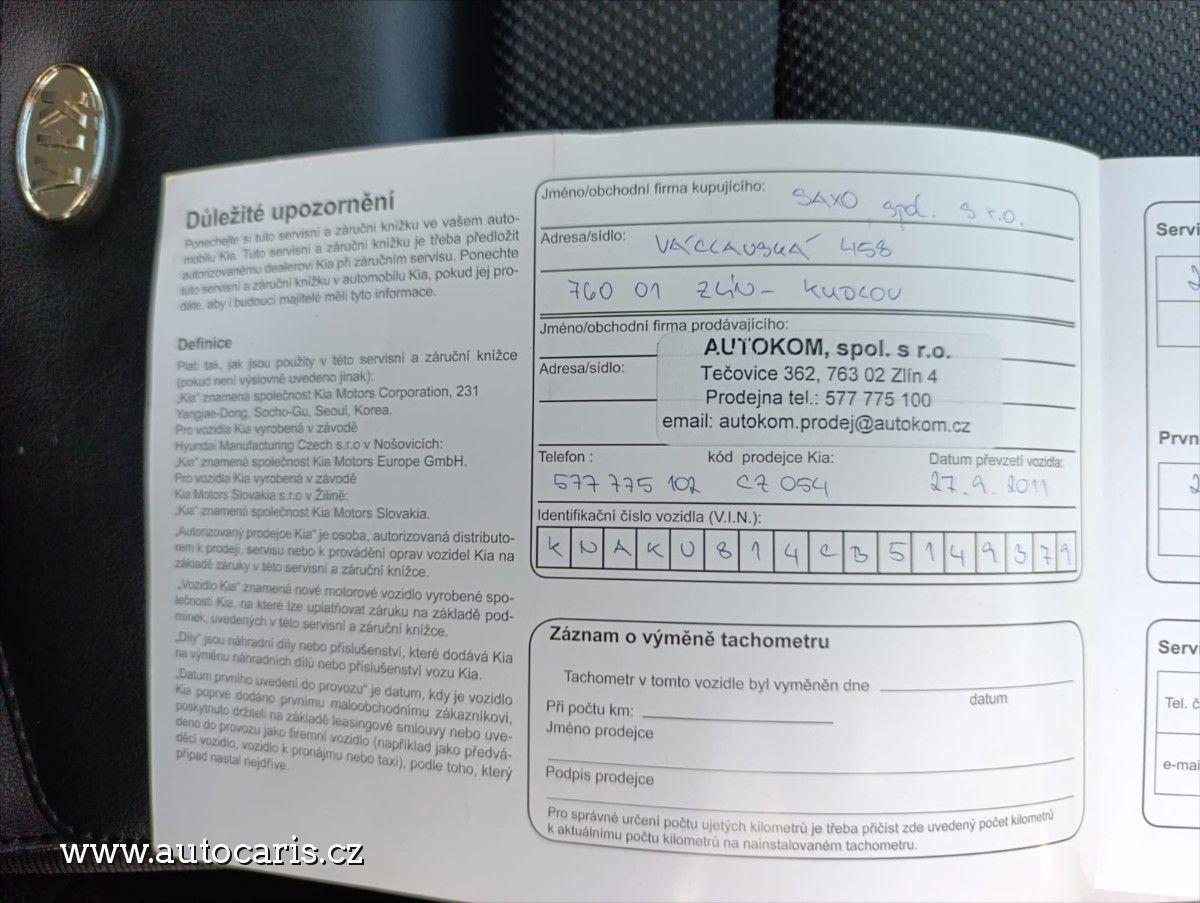 KIA
Důležité upozornění
Ponechejte si tuto servisní a záruční knížku ve vašem auto-
mobilu Kia. Tuto servisní a záruční knížku je třeba předložit
autorizovanému dealerovi Kia při záručním servisu. Ponechte
tuto servisní a záruční knížku v automobilu Kia, pokud jej pro-
dáte, aby i budoucí majitelé měli tyto informace.
Definice
Platí tak, jak jsou použity v této servisní a záruční knížce
(pokud není výslovně uvedeno jinak):
„Kia" znamená společnost Kia Motors Corporation, 231
Yangjae-Dong, Socho-Gu, Seoul, Korea.
Pro vozidla Kia vyrobená v závodě
Hyundai Manufacturing Czech s.r.o v Nošovicích:
„Kia" znamená společnost Kia Motors Europe GmbH.
Pro vozidla Kia vyrobená v závodě
Kia Motors Slovakia s.r.o v Žilině:
„Kia" znamená společnost Kia Motors Slovakia.
„Autorizovaný prodejce Kia" je osoba, autorizovaná distributo-
rem k prodeji, servisu nebo k provádění oprav vozidel Kia na
základě záruky v této servisní a záruční knížce.
„Vozidlo Kia" znamená nové motorové vozidlo vyrobené spo-
lečností Kia, na které lze uplatňovat záruku na základě pod-
mínek, uvedených v této servisní a záruční knížce.
„Díly" jsou náhradní díly nebo příslušenství, které dodává Kia
na výměnu náhradních dílů nebo příslušenství vozu Kia.
„Datum prvního uvedení do provozu" je datum, kdy je vozidlo
Kia poprvé dodáno prvnímu maloobchodnímu zákazníkovi,
poskytnuto držiteli na základě leasingové smlouvy nebo uve-
deno do provozu jako firemní vozidlo (například jako předvá-
děcí vozidlo, vozidlo k pronájmu nebo taxi), podle toho, který
případ nastal nejdříve.
Jméno/obchodní firma kupujícího: SAXO spol. s r.o.
Adresa/sídlo: VÁCLAVSKÁ 458
760 01 ZLÍN - KUDLOV
Jméno/obchodní firma prodávajícího:
AUTOKOM, spol. s r.o.
Adresa/sídlo: Tečovice 362, 763 02 Zlín 4
Prodejna tel.: 577 775 100
email: autokom.prodej@autokom.cz
Telefon : kód prodejce Kia: Datum převzetí vozidla:
577 775 102 CZ 054 27.9.2011
Identifikační číslo vozidla (V.I.N.):
KNAKU814CB5149379
Záznam o výměně tachometru
Tachometr v tomto vozidle byl vyměněn dne
datum
Při počtu km:
Jméno prodejce
Podpis prodejce
Pro správné určení počtu ujetých kilometrů je třeba přičíst zde uvedený počet kilometrů
k aktuálnímu počtu kilometrů na nainstalovaném tachometru.
Servi
2
Prvn
2
Serv
Tel. č
e-mai
www.autocaris.cz